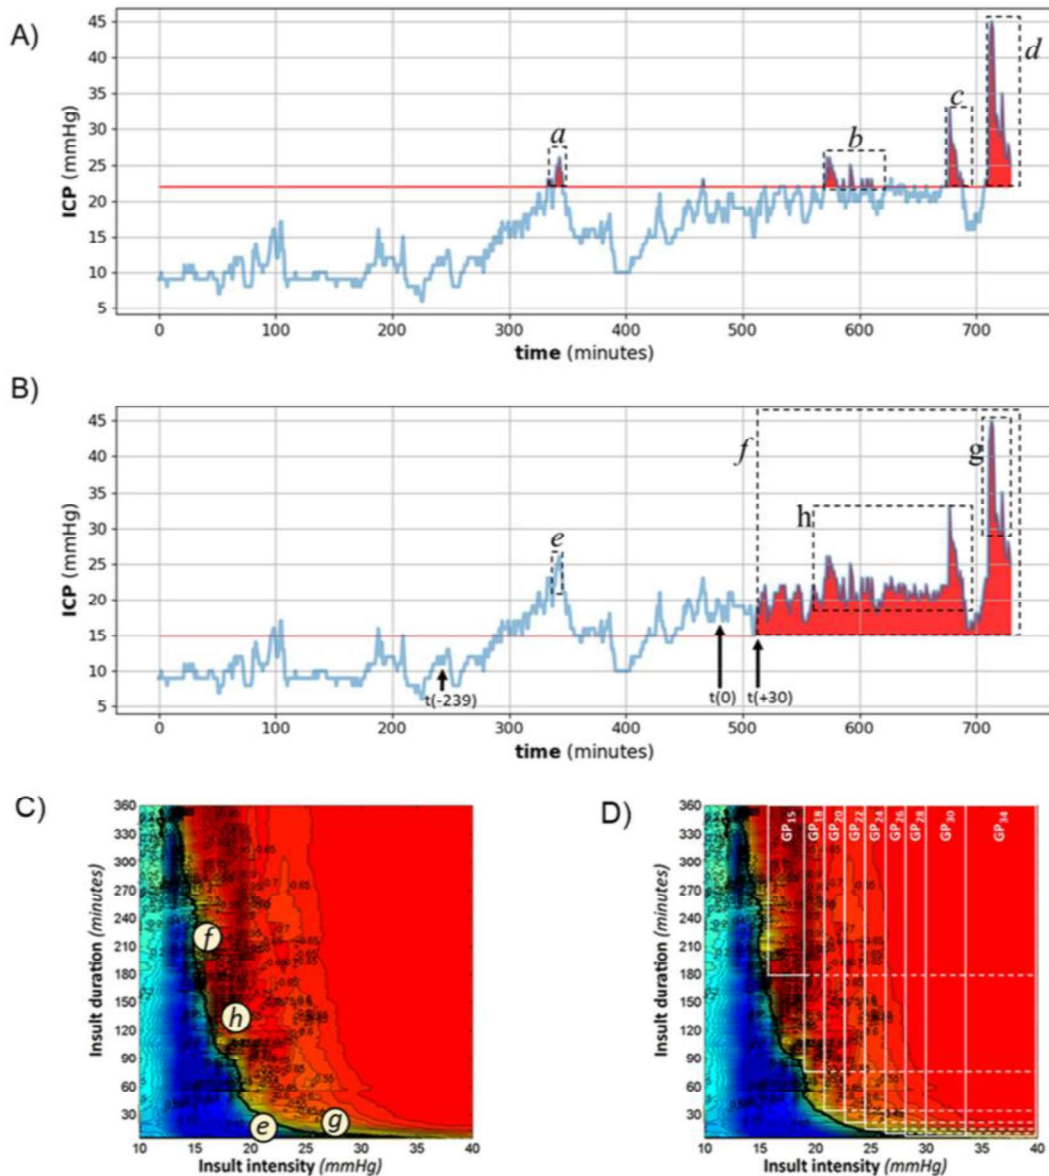 A)
45
40
35
30
25
20
15
10
5
ICP (mmHg)
a
b
c
d
0 100 200 300 400 500 600 700
time (minutes)
B)
45
40
35
30
25
20
15
10
5
ICP (mmHg)
e
f
h
g
t(-239)
t(0)
t(+30)
0 100 200 300 400 500 600 700
time (minutes)
C)
360
330
300
270
240
210
180
150
120
90
60
30
Insult duration (minutes)
f
h
e
g
10 15 20 25 30 35 40
Insult intensity (mmHg)
D)
360
330
300
270
240
210
180
150
120
90
60
30
Insult duration (minutes)
GP15 GP18 GP20 GP22 GP24 GP26 GP28 GP30 GP34
10 15 20 25 30 35 40
Insult intensity (mmHg)